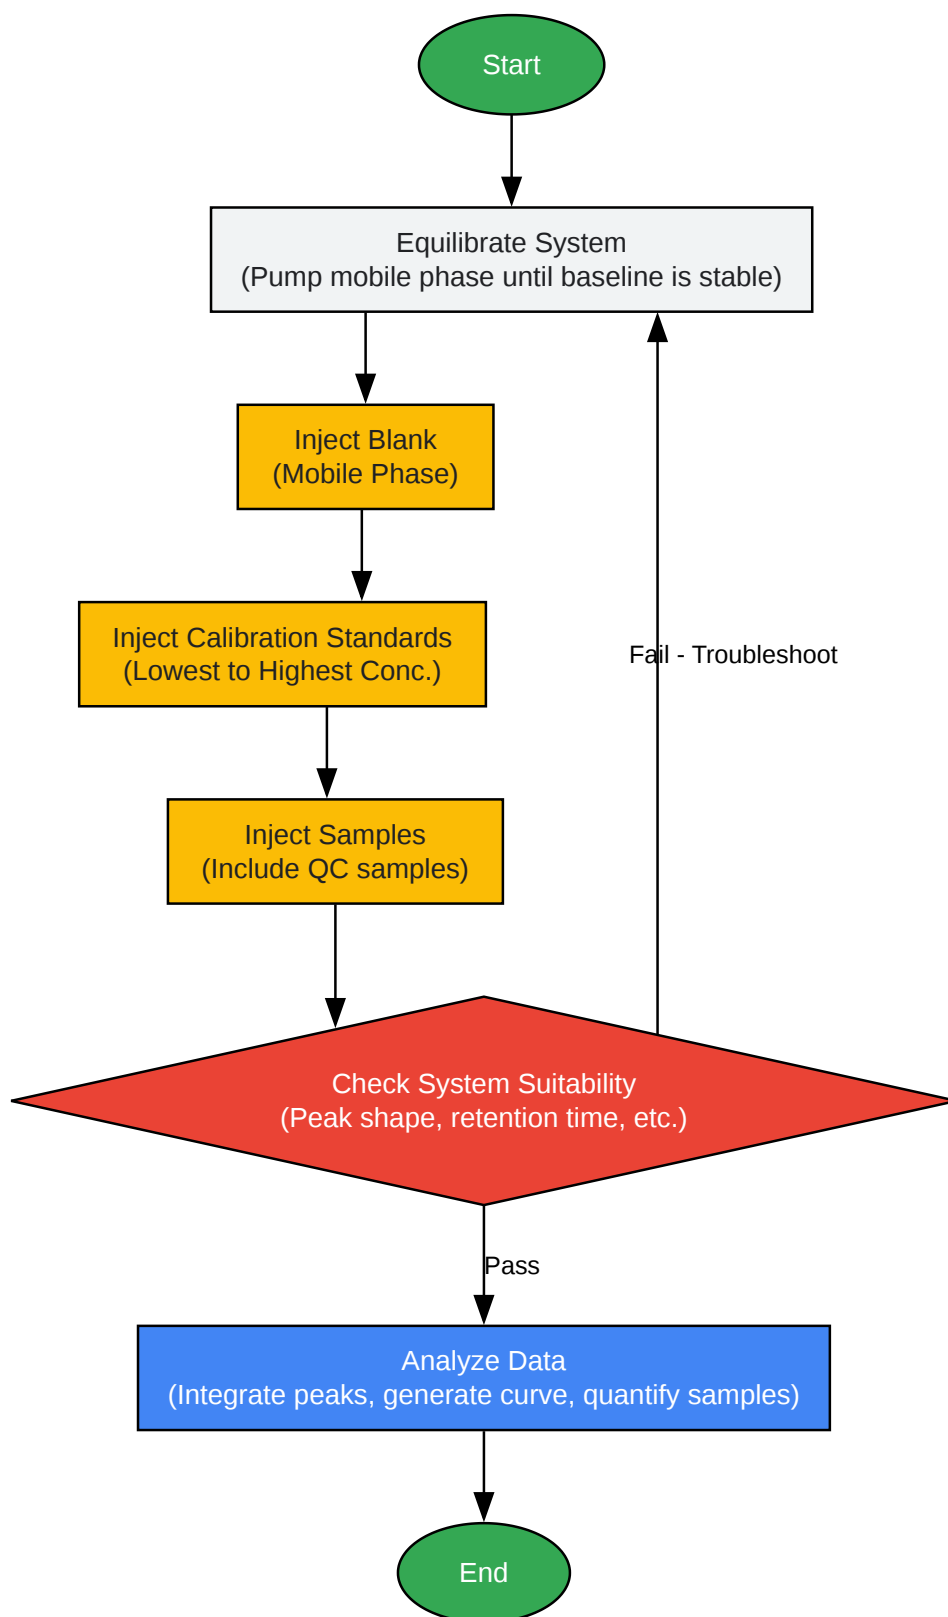 Start
Equilibrate System
(Pump mobile phase until baseline is stable)
Inject Blank
(Mobile Phase)
Inject Calibration Standards
(Lowest to Highest Conc.)
Fail - Troubleshoot
Inject Samples
(Include QC samples)
Check System Suitability
(Peak shape, retention time, etc.)
Pass
Analyze Data
(Integrate peaks, generate curve, quantify samples)
End